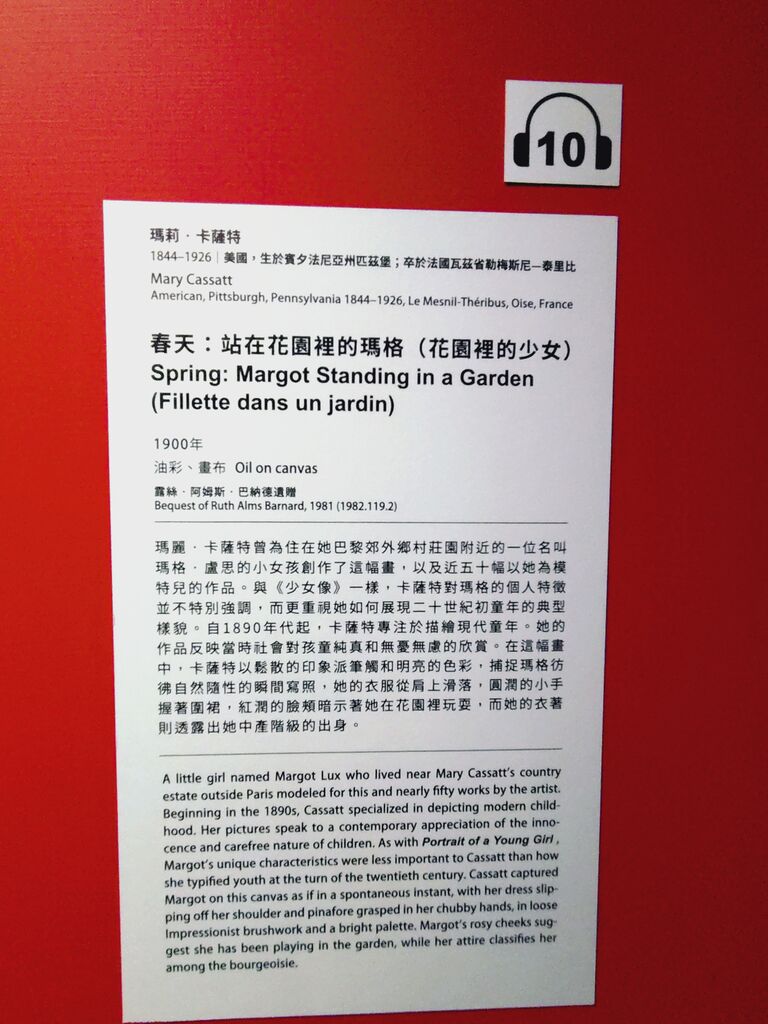 10
瑪莉．卡薩特
1844–1926｜美國，生於賓夕法尼亞州匹茲堡；卒於法國瓦茲省勒梅斯尼—泰里比
Mary Cassatt
American, Pittsburgh, Pennsylvania 1844–1926, Le Mesnil-Théribus, Oise, France
春天：站在花園裡的瑪格（花園裡的少女）
Spring: Margot Standing in a Garden
(Fillette dans un jardin)
1900年
油彩、畫布 Oil on canvas
露絲．阿姆斯．巴納德遺贈
Bequest of Ruth Alms Barnard, 1981 (1982.119.2)
瑪麗．卡薩特曾為住在她巴黎郊外鄉村莊園附近的一位名叫
瑪格．盧思的小女孩創作了這幅畫，以及近五十幅以她為模
特兒的作品。與《少女像》一樣，卡薩特對瑪格的個人特徵
並不特別強調，而更重視她如何展現二十世紀初童年的典型
樣貌。自1890年代起，卡薩特專注於描繪現代童年。她的
作品反映當時社會對孩童純真和無憂無慮的欣賞。在這幅畫
中，卡薩特以鬆散的印象派筆觸和明亮的色彩，捕捉瑪格彷
彿自然隨性的瞬間寫照，她的衣服從肩上滑落，圓潤的小手
握著圍裙，紅潤的臉頰暗示著她在花園裡玩耍，而她的衣著
則透露出她中產階級的出身。
A little girl named Margot Lux who lived near Mary Cassatt's country
estate outside Paris modeled for this and nearly fifty works by the artist.
Beginning in the 1890s, Cassatt specialized in depicting modern child-
hood. Her pictures speak to a contemporary appreciation of the inno-
cence and carefree nature of children. As with Portrait of a Young Girl ,
Margot's unique characteristics were less important to Cassatt than how
she typified youth at the turn of the twentieth century. Cassatt captured
Margot on this canvas as if in a spontaneous instant, with her dress slip-
ping off her shoulder and pinafore grasped in her chubby hands, in loose
Impressionist brushwork and a bright palette. Margot's rosy cheeks sug-
gest she has been playing in the garden, while her attire classifies her
among the bourgeoisie.